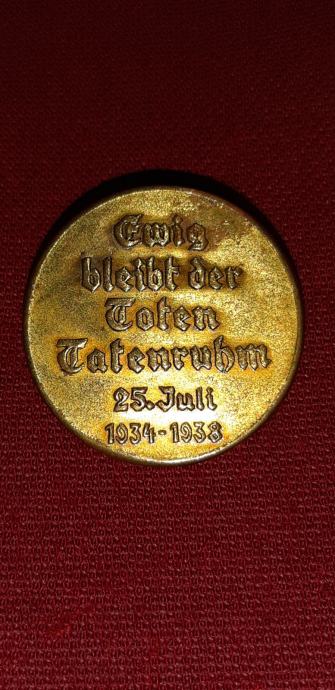 Ewig
bleibt der
Toten
Tatenruhm
25. Juli
1934-1938